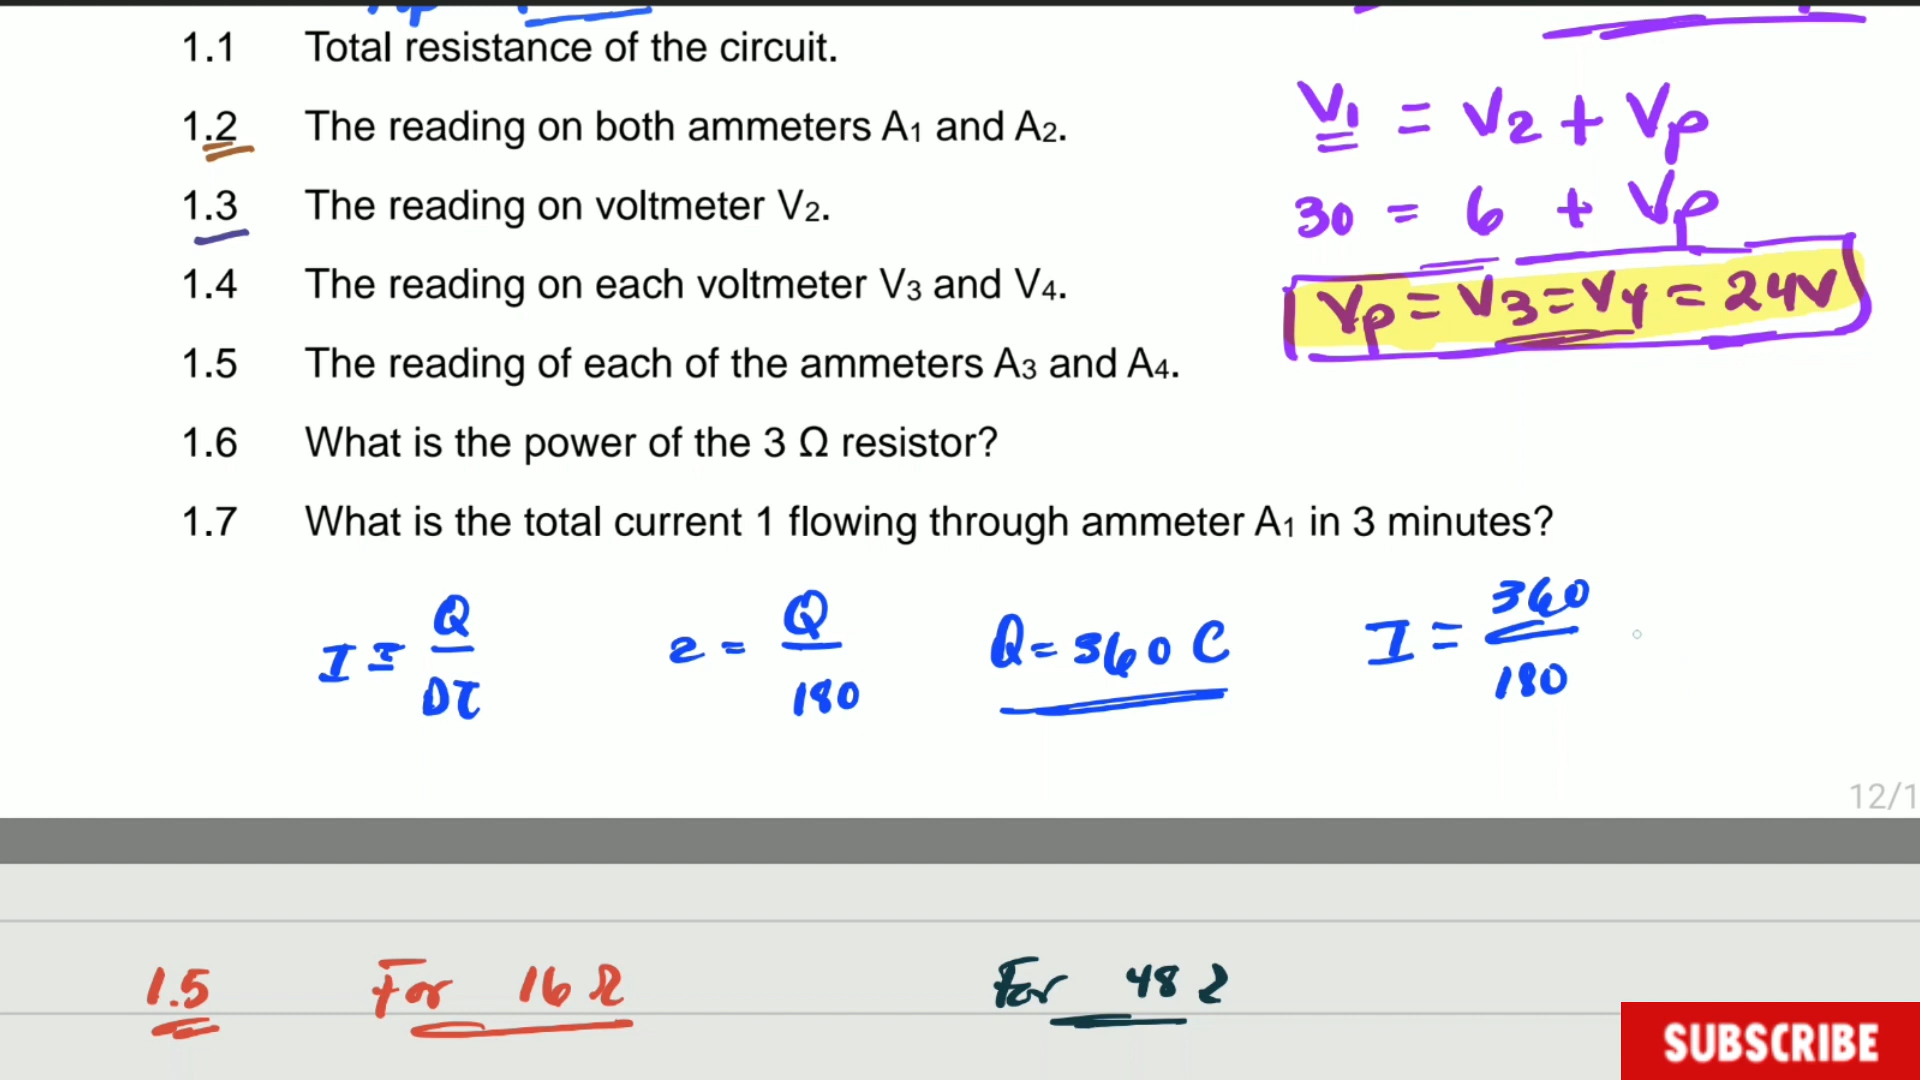 1.1 Total resistance of the circuit.
1.2 The reading on both ammeters A1 and A2.
1.3 The reading on voltmeter V2.
1.4 The reading on each voltmeter V3 and V4.
1.5 The reading of each of the ammeters A3 and A4.
1.6 What is the power of the 3 Ω resistor?
1.7 What is the total current 1 flowing through ammeter A1 in 3 minutes?
V1 = V2 + Vp
30 = 6 + Vp
Vp = V3 = V4 = 24V
I = Q/Δt 2 = Q/180 Q = 360 C I = 360/180
12/1
1.5 For 16 Ω For 48 Ω
SUBSCRIBE